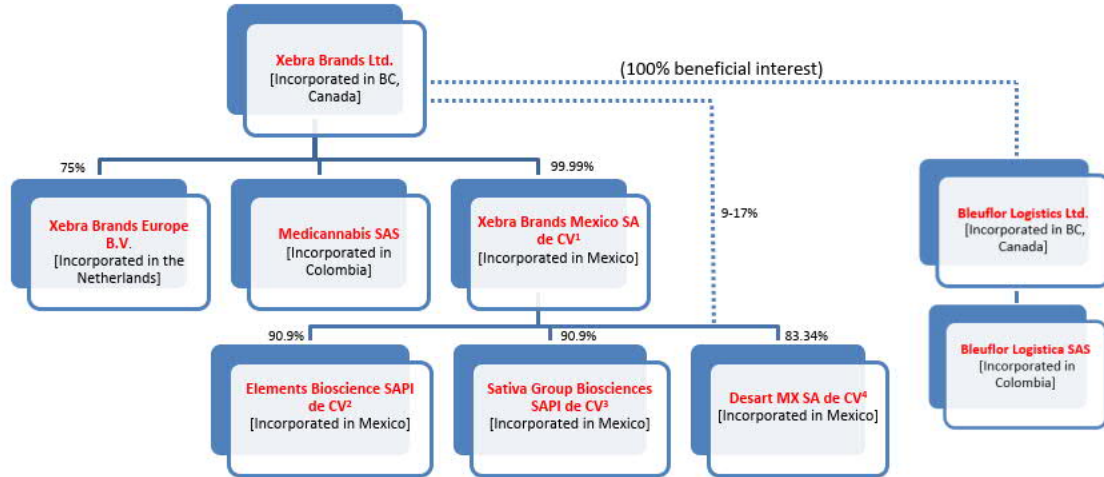 Xebra Brands Ltd.
[Incorporated in BC,
Canada]
(100% beneficial interest)
75%
99.99%
9-17%
Xebra Brands Europe
B.V.
[Incorporated in the
Netherlands]
Medicannabis SAS
[Incorporated in
Colombia]
Xebra Brands Mexico SA
de CV1
[Incorporated in Mexico]
Bleuflor Logistics Ltd.
[Incorporated in BC,
Canada]
90.9%
90.9%
83.34%
Elements Bioscience SAPI
de CV2
[Incorporated in Mexico]
Sativa Group Biosciences
SAPI de CV3
[Incorporated in Mexico]
Desart MX SA de CV4
[Incorporated in Mexico]
Bleuflor Logistica SAS
[Incorporated in
Colombia]